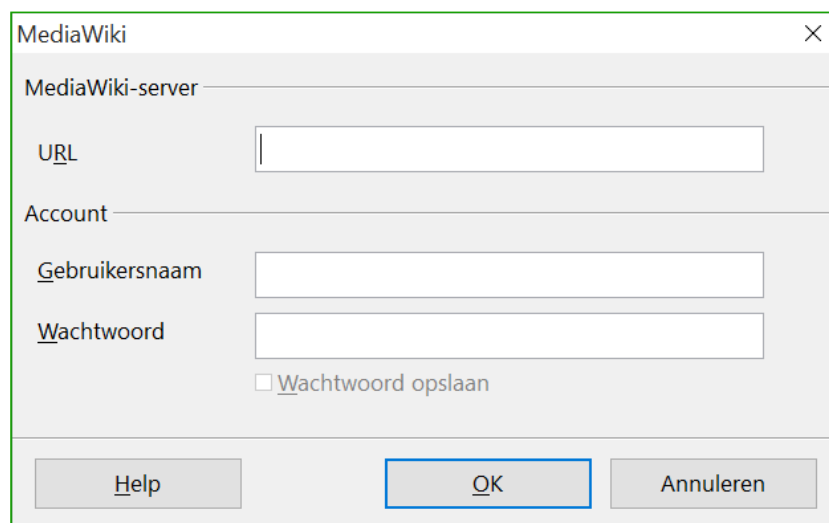 MediaWiki
MediaWiki-server
URL
Account
Gebruikersnaam
Wachtwoord
Wachtwoord opslaan
Help OK Annuleren